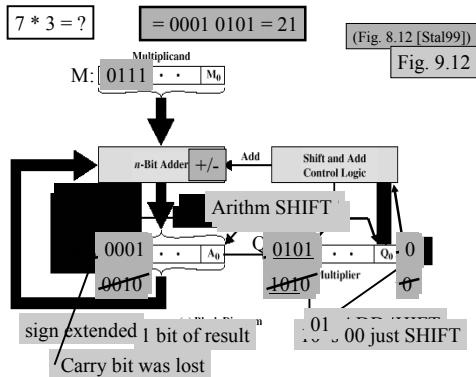 7 * 3 = ?
= 0001 0101 = 21
(Fig. 8.12 [Stal99])
Fig. 9.12
Multiplicand
M: 0111 · · M0
n-Bit Adder +/-
Add
Shift and Add
Control Logic
Arithm SHIFT
0001 · · A0
Q 0101 · · Q0 0
0010
1010 Multiplier 0
sign extended
1 bit of result
01
00 just SHIFT
Carry bit was lost